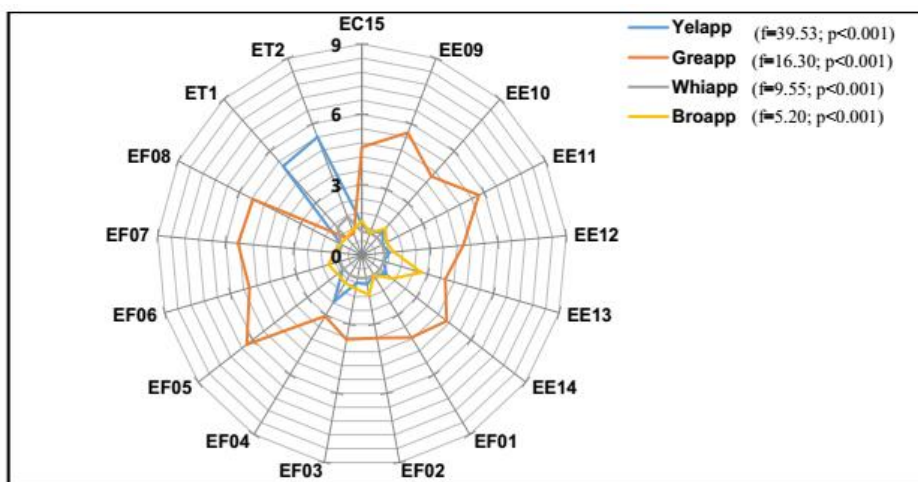 EC15
9
ET2
EE09
ET1
EE10
6
EF08
EE11
3
EF07
0
EE12
EF06
EE13
EF05
EE14
EF04
EF01
EF03
EF02
Yelapp (f=39.53; p<0.001)
Greapp (f=16.30; p<0.001)
Whiapp (f=9.55; p<0.001)
Broapp (f=5.20; p<0.001)